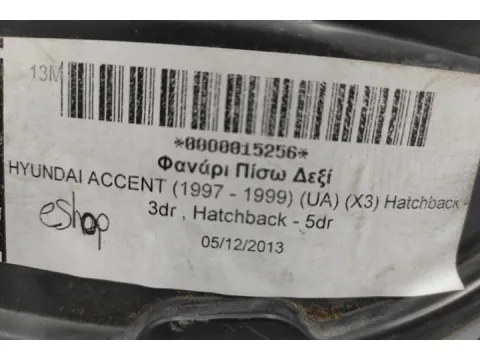 13M
*0000015256*
Φανάρι Πίσω Δεξί
HYUNDAI ACCENT (1997 - 1999) (UA) (X3) Hatchback -
3dr , Hatchback - 5dr
eShop
05/12/2013